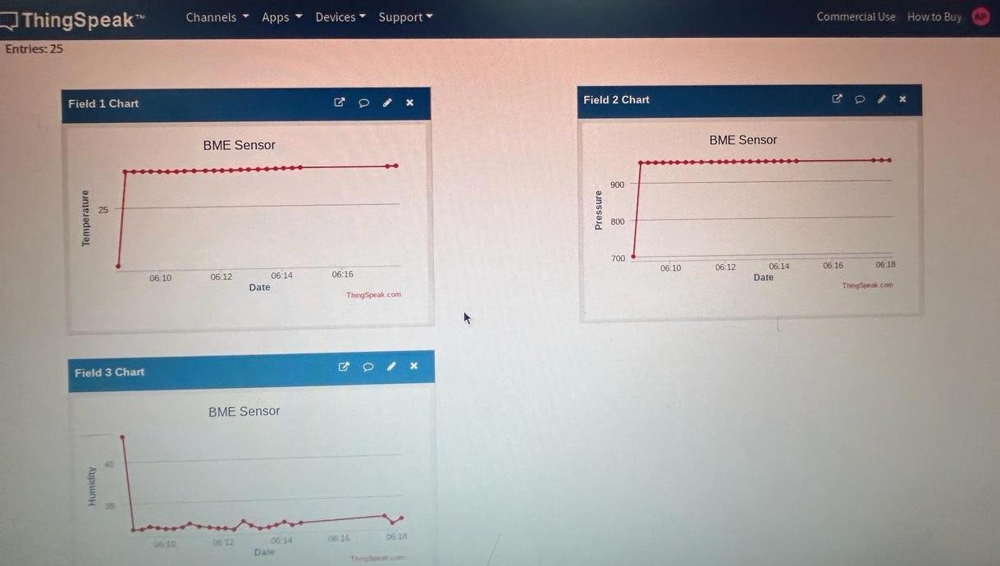 ThingSpeak™ Channels Apps Devices Support Commercial Use How to Buy AP
Entries: 25
Field 1 Chart
BME Sensor
Temperature
25
06:10 06:12 06:14 06:16
Date
ThingSpeak.com
Field 2 Chart
BME Sensor
Pressure
900
800
700
06:10 06:12 06:14 06:16 06:18
Date
ThingSpeak.com
Field 3 Chart
BME Sensor
Humidity
40
35
06:10 06:12 06:14 06:16 06:18
Date
ThingSpeak.com